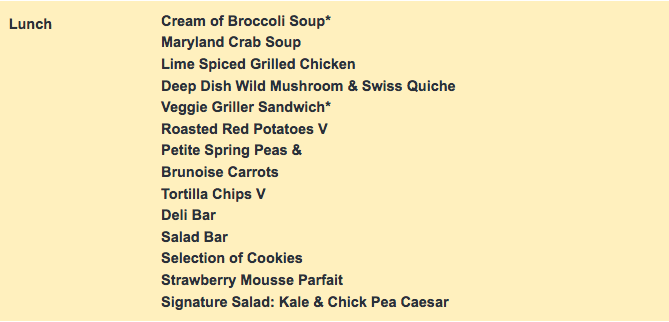 Lunch
Cream of Broccoli Soup*
Maryland Crab Soup
Lime Spiced Grilled Chicken
Deep Dish Wild Mushroom & Swiss Quiche
Veggie Griller Sandwich*
Roasted Red Potatoes V
Petite Spring Peas &
Brunoise Carrots
Tortilla Chips V
Deli Bar
Salad Bar
Selection of Cookies
Strawberry Mousse Parfait
Signature Salad: Kale & Chick Pea Caesar